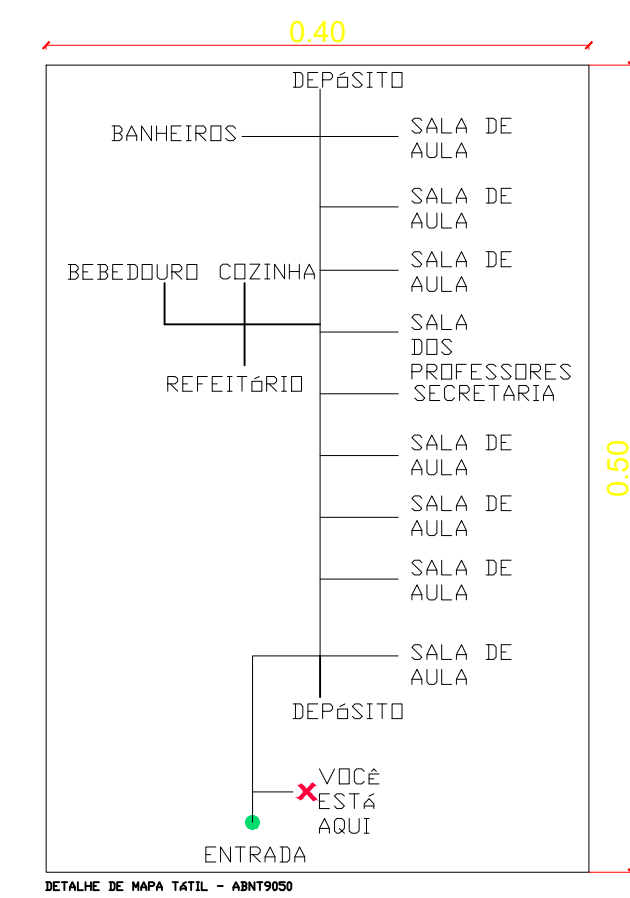 0.40
DEPóSITO
BANHEIROS
SALA DE
AULA
SALA DE
AULA
BEBEDOURO
COZINHA
SALA DE
AULA
SALA
DOS
PROFESSORES
REFEITóRIO
SECRETARIA
SALA DE
AULA
0.50
SALA DE
AULA
SALA DE
AULA
SALA DE
AULA
DEPóSITO
VOCÊ
ESTá
AQUI
ENTRADA
DETALHE DE MAPA TáTIL - ABNT9050